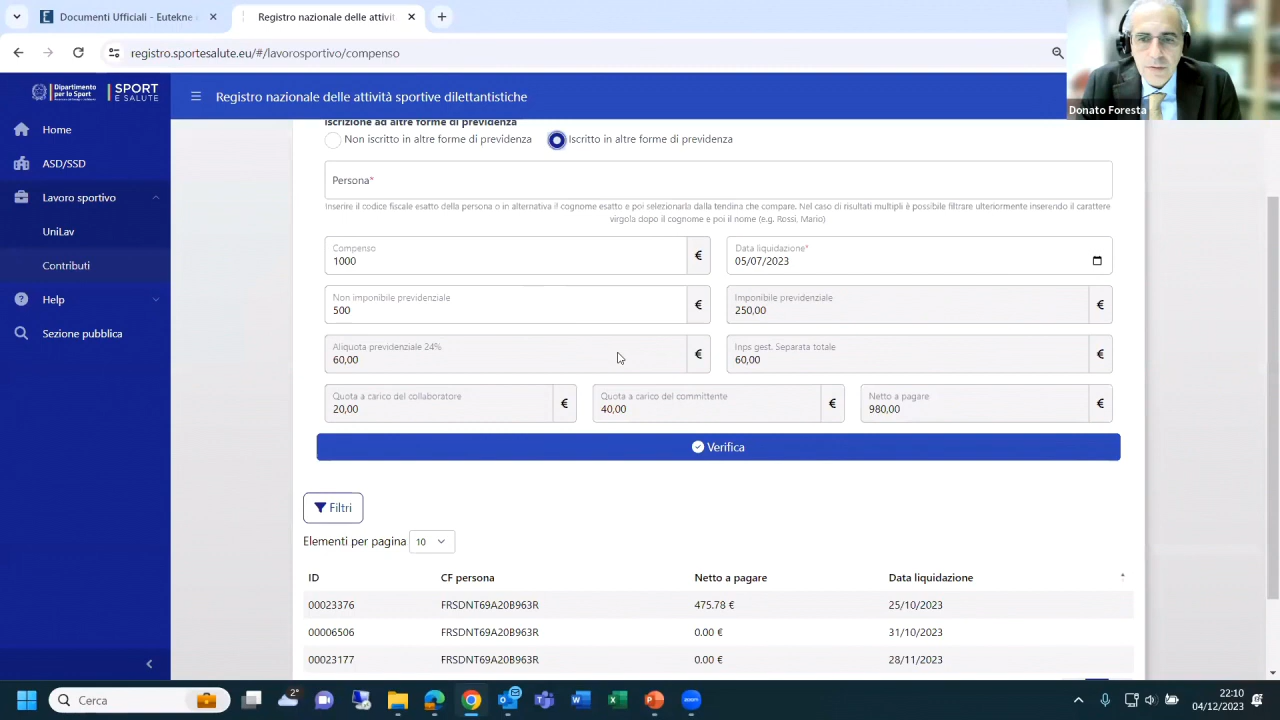 Documenti Ufficiali - Eutekne
Registro nazionale delle attivit
registro.sportesalute.eu/#/lavorosportivo/compenso
Donato Foresta
Dipartimento
per lo Sport
SPORT
E SALUTE
Registro nazionale delle attività sportive dilettantistiche
Home
ASD/SSD
Lavoro sportivo
UniLav
Contributi
Help
Sezione pubblica
Iscrizione ad altre forme di previdenza
Non iscritto in altre forme di previdenza
Iscritto in altre forme di previdenza
Persona*
Inserire il codice fiscale esatto della persona o in alternativa il cognome esatto e poi selezionarla dalla tendina che compare. Nel caso di risultati multipli è possibile filtrare ulteriormente inserendo il carattere
virgola dopo il cognome e poi il nome (e.g. Rossi, Mario)
Compenso
1000 €
Data liquidazione*
05/07/2023
Non imponibile previdenziale
500 €
Imponibile previdenziale
250,00 €
Aliquota previdenziale 24%
60,00 €
Inps gest. Separata totale
60,00 €
Quota a carico del collaboratore
20,00 €
Quota a carico del committente
40,00 €
Netto a pagare
980,00 €
Verifica
Filtri
Elementi per pagina 10
ID CF persona Netto a pagare Data liquidazione
00023376 FRSDNT69A20B963R 475.78 € 25/10/2023
00006506 FRSDNT69A20B963R 0.00 € 31/10/2023
00023177 FRSDNT69A20B963R 0.00 € 28/11/2023
Cerca
2°
zoom
22:10
04/12/2023